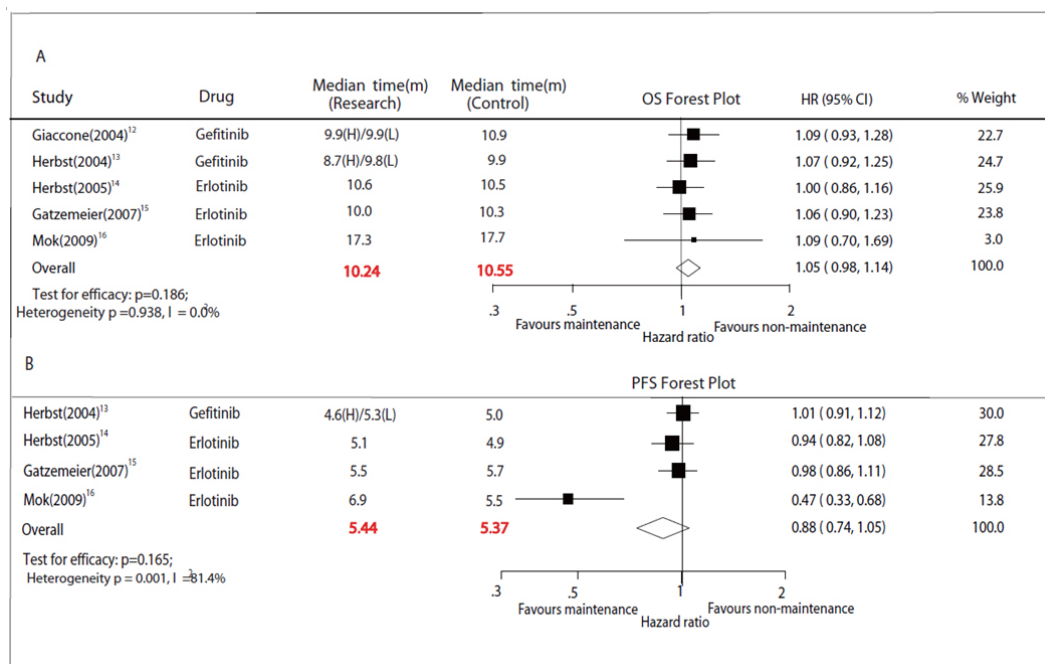 A
Study Drug Median time(m) (Research) Median time(m) (Control) OS Forest Plot HR (95% CI) % Weight
Giaccone(2004)12 Gefitinib 9.9(H)/9.9(L) 10.9 1.09 ( 0.93, 1.28) 22.7
Herbst(2004)13 Gefitinib 8.7(H)/9.8(L) 9.9 1.07 ( 0.92, 1.25) 24.7
Herbst(2005)14 Erlotinib 10.6 10.5 1.00 ( 0.86, 1.16) 25.9
Gatzemeier(2007)15 Erlotinib 10.0 10.3 1.06 ( 0.90, 1.23) 23.8
Mok(2009)16 Erlotinib 17.3 17.7 1.09 ( 0.70, 1.69) 3.0
Overall 10.24 10.55 1.05 ( 0.98, 1.14) 100.0
Test for efficacy: p=0.186;
Heterogeneity p =0.938, I2 = 0.0%
.3 .5 1 2
Favours maintenance Favours non-maintenance
Hazard ratio
B
PFS Forest Plot
Herbst(2004)13 Gefitinib 4.6(H)/5.3(L) 5.0 1.01 ( 0.91, 1.12) 30.0
Herbst(2005)14 Erlotinib 5.1 4.9 0.94 ( 0.82, 1.08) 27.8
Gatzemeier(2007)15 Erlotinib 5.5 5.7 0.98 ( 0.86, 1.11) 28.5
Mok(2009)16 Erlotinib 6.9 5.5 0.47 ( 0.33, 0.68) 13.8
Overall 5.44 5.37 0.88 ( 0.74, 1.05) 100.0
Test for efficacy: p=0.165;
Heterogeneity p = 0.001, I2 =81.4%
.3 .5 1 2
Favours maintenance Favours non-maintenance
Hazard ratio